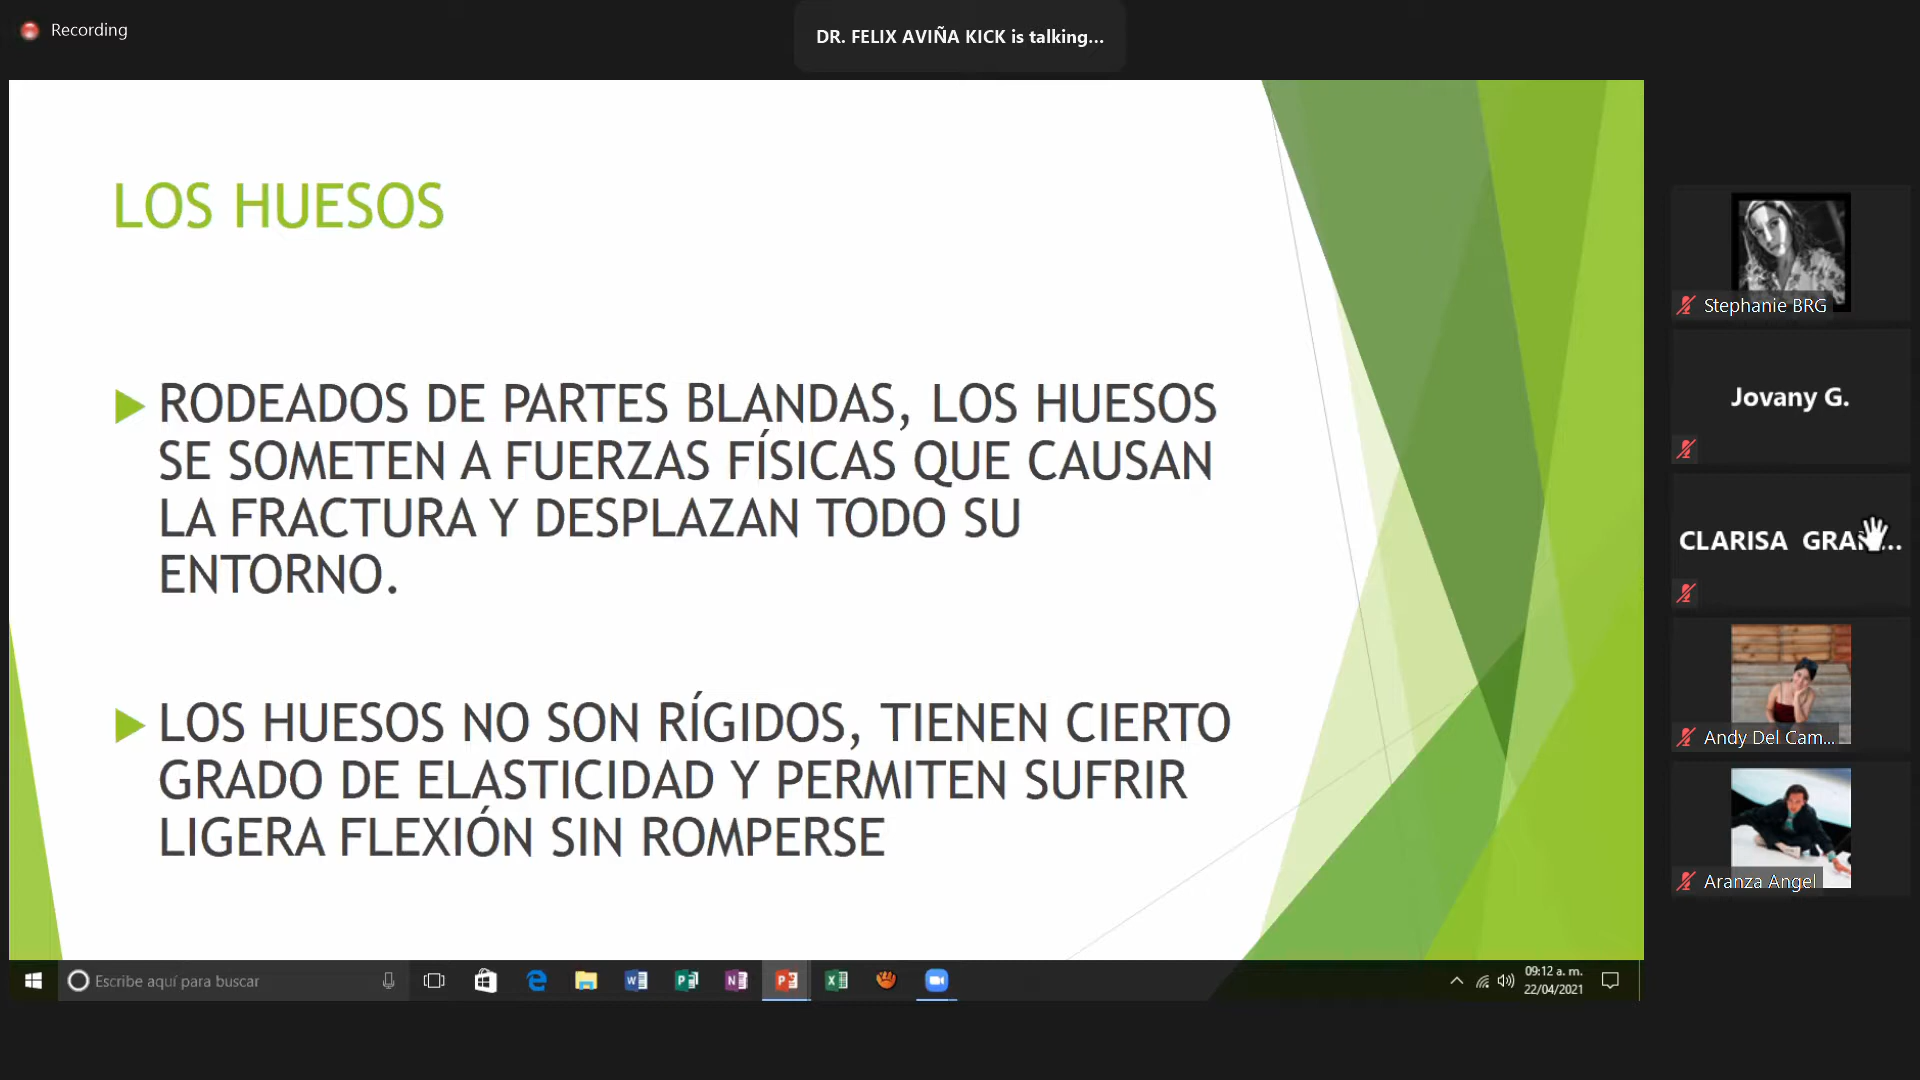 Recording
DR. FELIX AVIÑA KICK is talking...
LOS HUESOS
RODEADOS DE PARTES BLANDAS, LOS HUESOS
SE SOMETEN A FUERZAS FÍSICAS QUE CAUSAN
LA FRACTURA Y DESPLAZAN TODO SU
ENTORNO.
LOS HUESOS NO SON RÍGIDOS, TIENEN CIERTO
GRADO DE ELASTICIDAD Y PERMITEN SUFRIR
LIGERA FLEXIÓN SIN ROMPERSE
Stephanie BRG
Jovany G.
CLARISA GRA...
Andy Del Cam...
Aranza Angel
Escribe aquí para buscar
09:12 a. m.
22/04/2021